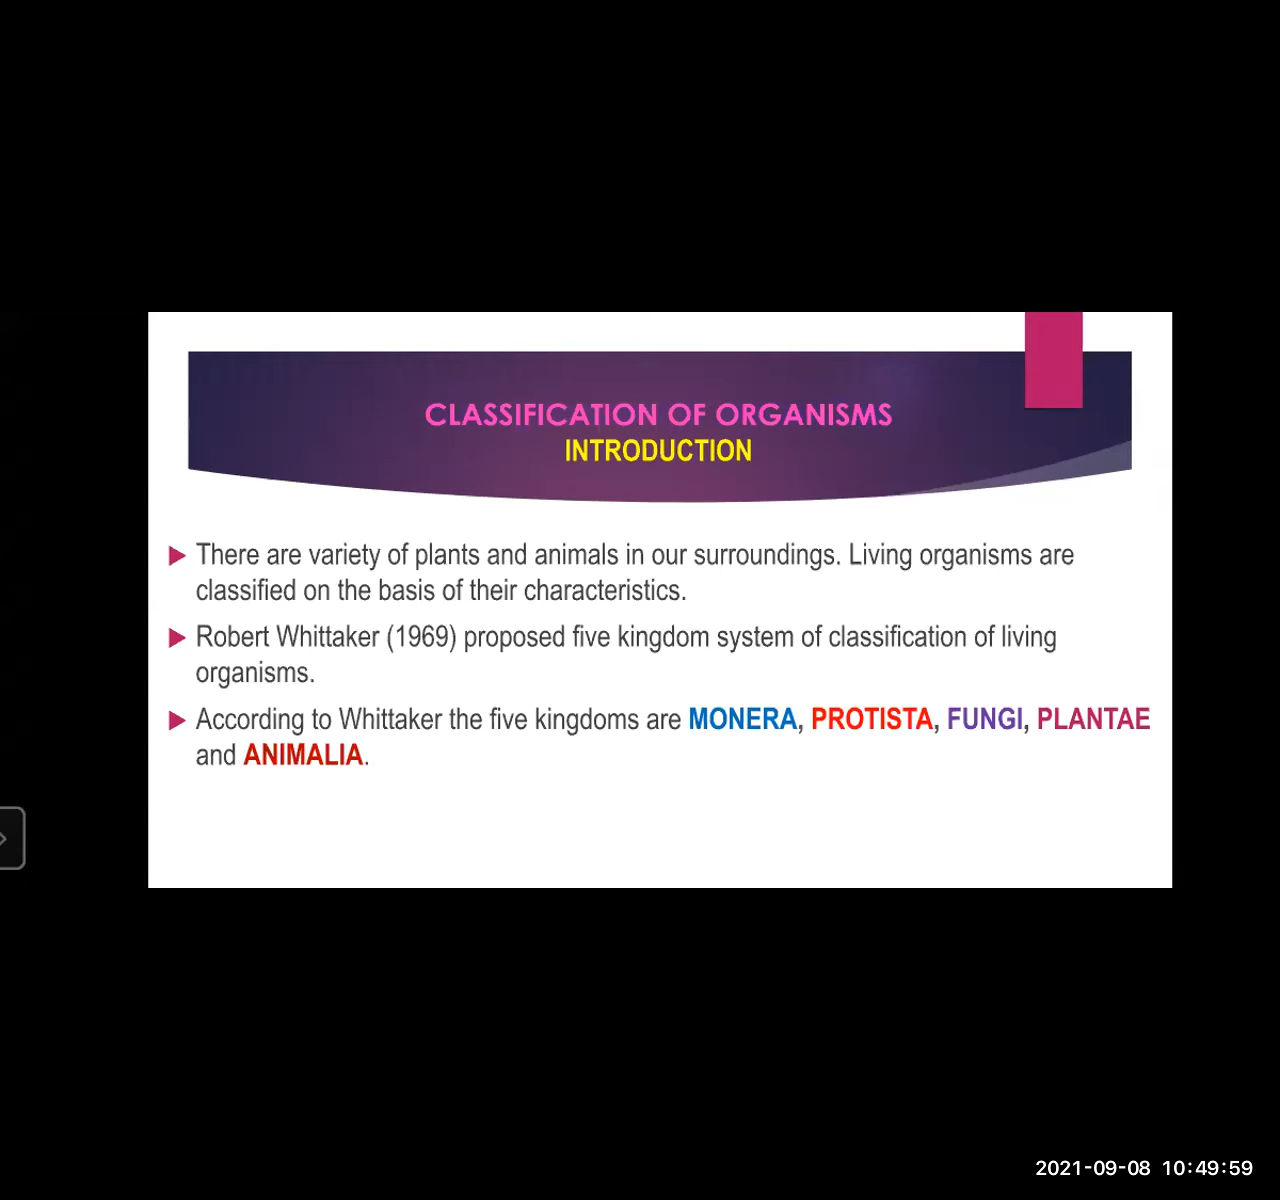 CLASSIFICATION OF ORGANISMS
INTRODUCTION
There are variety of plants and animals in our surroundings. Living organisms are
classified on the basis of their characteristics.
Robert Whittaker (1969) proposed five kingdom system of classification of living
organisms.
According to Whittaker the five kingdoms are MONERA, PROTISTA, FUNGI, PLANTAE
and ANIMALIA.
2021-09-08 10:49:59